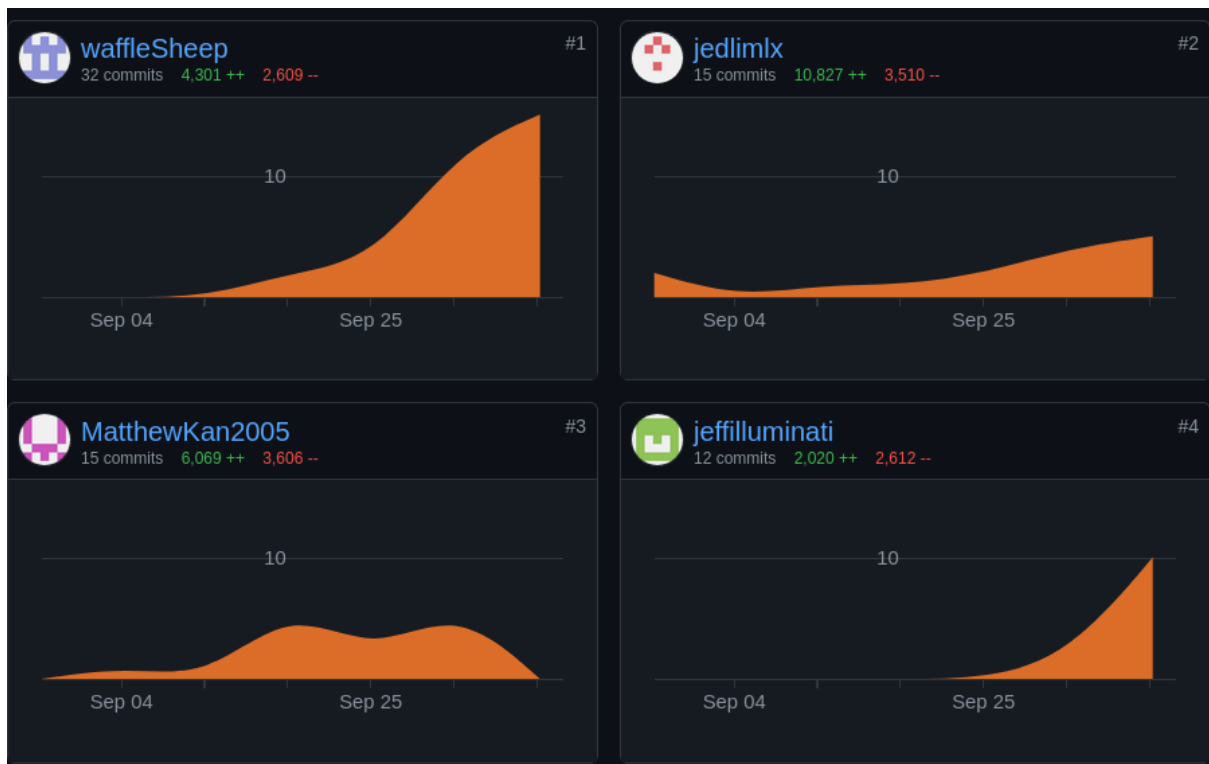 waffleSheep #1
32 commits 4,301 ++ 2,609 --
10
Sep 04 Sep 25
jedlimlx #2
15 commits 10,827 ++ 3,510 --
10
Sep 04 Sep 25
MatthewKan2005 #3
15 commits 6,069 ++ 3,606 --
10
Sep 04 Sep 25
jeffilluminati #4
12 commits 2,020 ++ 2,612 --
10
Sep 04 Sep 25